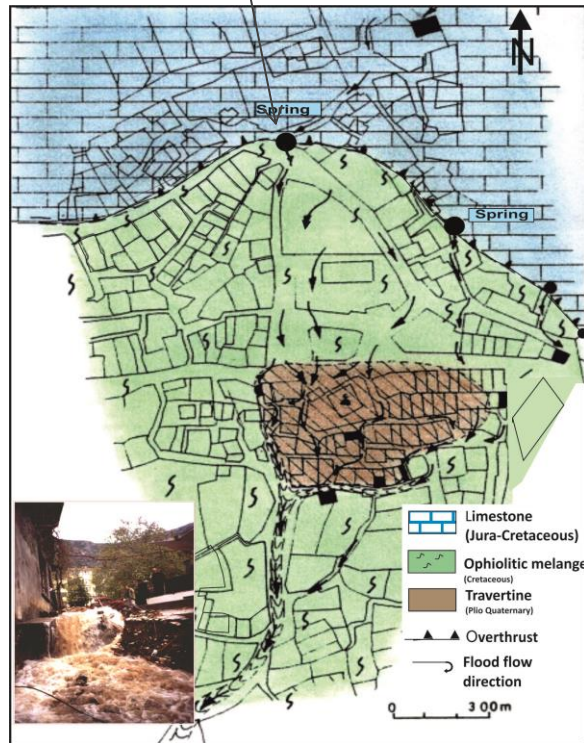 N
Spring
Spring
Limestone
(Jura-Cretaceous)
Ophiolitic melange
(Cretaceous)
Travertine
(Plio Quaternary)
Overthrust
Flood flow
direction
0 300m